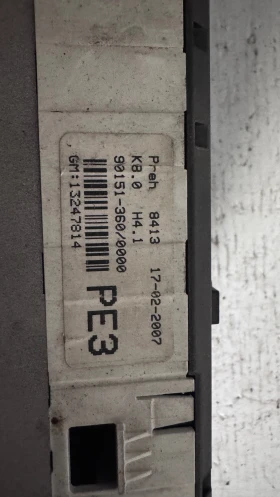 Preh 8413 17-02-2007
K8.0 H4.1
90151-360/0000
GM:13247814
PE3